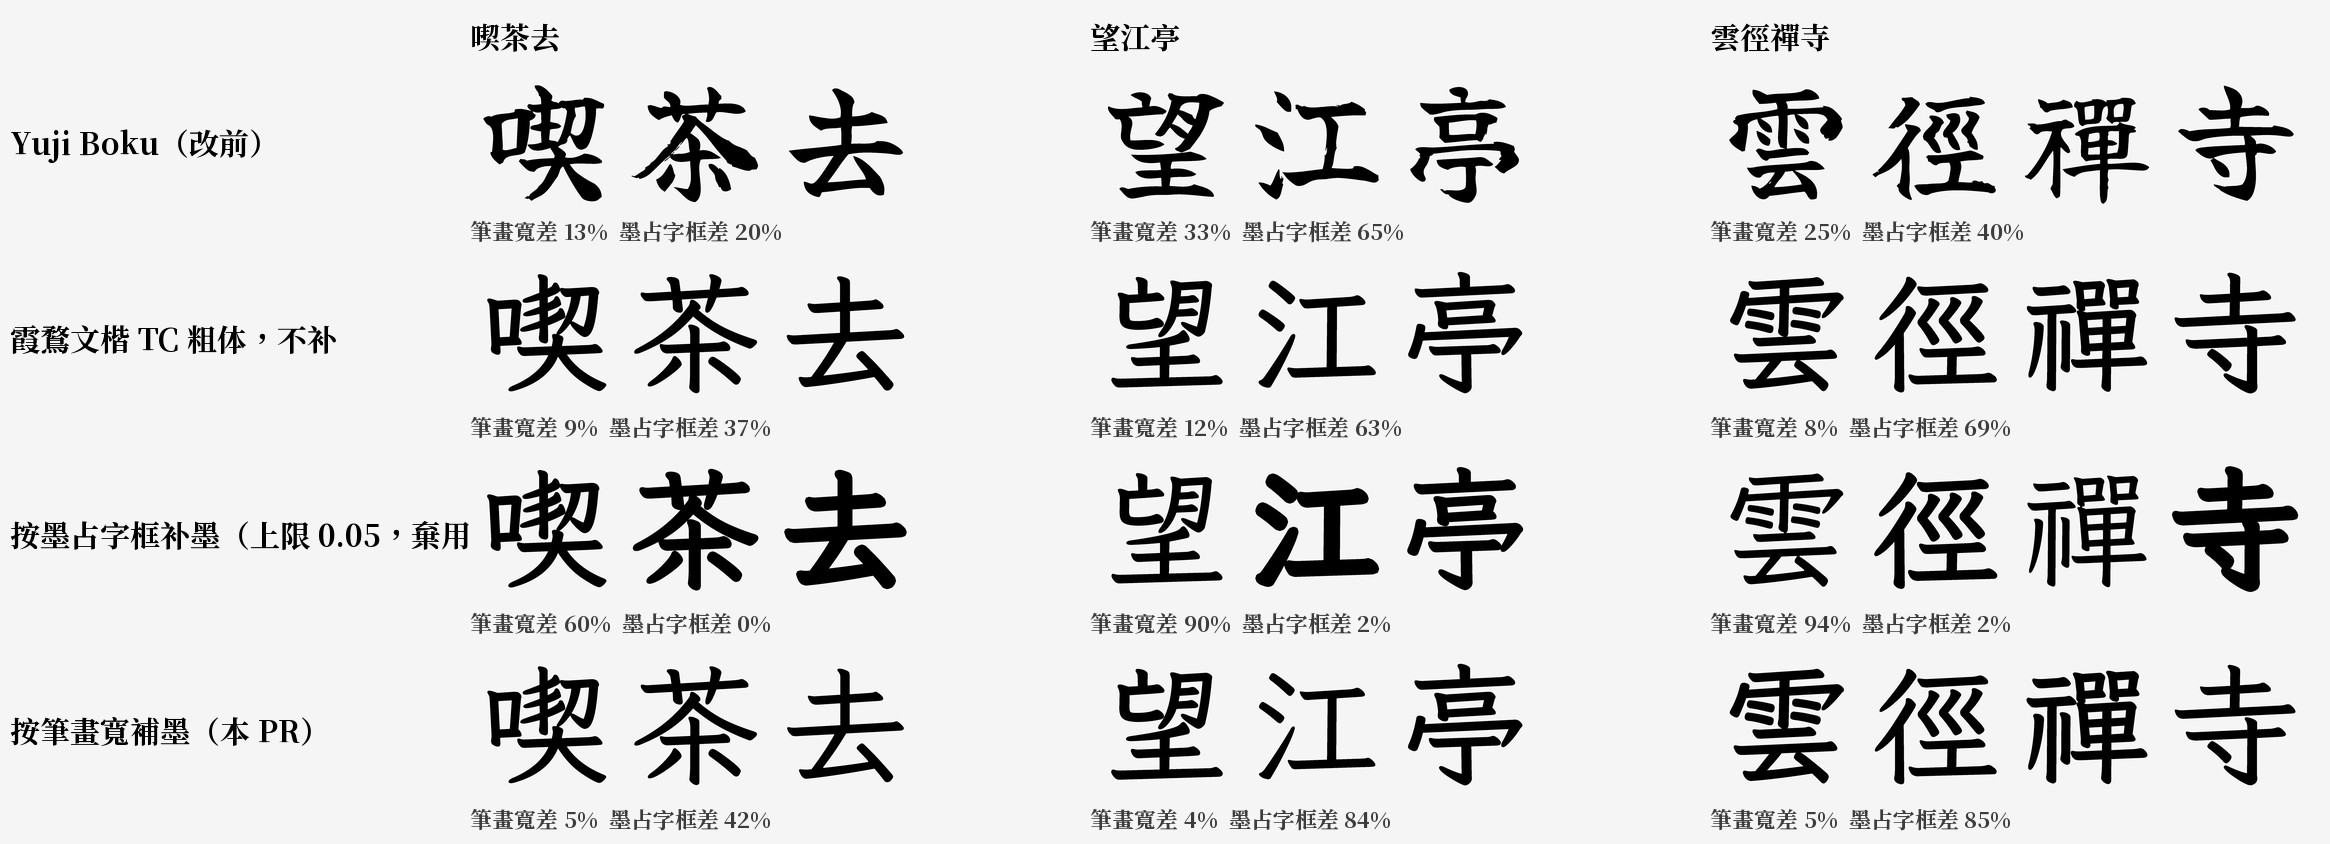 喫茶去 望江亭 雲徑禪寺
Yuji Boku（改前） 喫茶去 望江亭 雲徑禪寺
筆畫寬差 13% 墨占字框差 20% 筆畫寬差 33% 墨占字框差 65% 筆畫寬差 25% 墨占字框差 40%
霞鶩文楷 TC 粗体，不补 喫茶去 望江亭 雲徑禪寺
筆畫寬差 9% 墨占字框差 37% 筆畫寬差 12% 墨占字框差 63% 筆畫寬差 8% 墨占字框差 69%
按墨占字框补墨（上限 0.05，棄用 喫茶去 望江亭 雲徑禪寺
筆畫寬差 60% 墨占字框差 0% 筆畫寬差 90% 墨占字框差 2% 筆畫寬差 94% 墨占字框差 2%
按筆畫寬補墨（本 PR） 喫茶去 望江亭 雲徑禪寺
筆畫寬差 5% 墨占字框差 42% 筆畫寬差 4% 墨占字框差 84% 筆畫寬差 5% 墨占字框差 85%